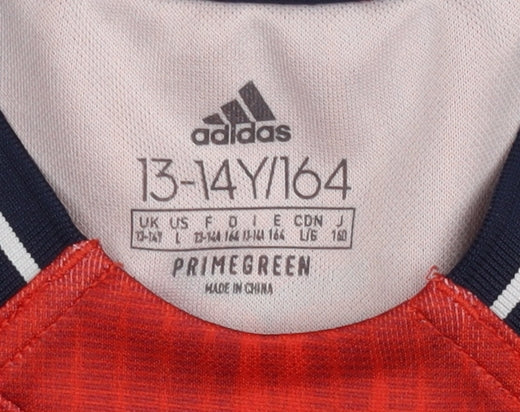 adidas
13-14Y/164
UK US F D I E CDN J
13-14Y L 13-14A 164 13-14A 164 L/G 160
PRIMEGREEN
MADE IN CHINA